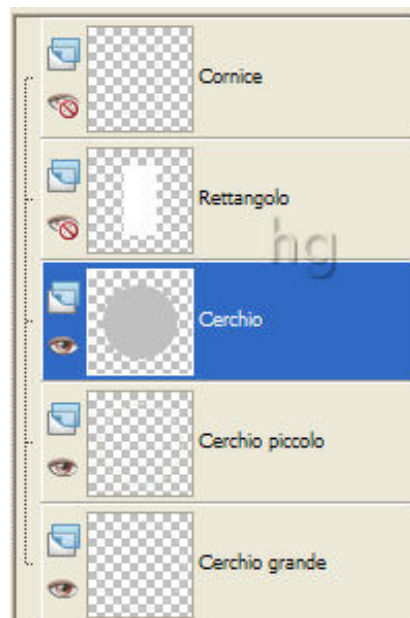 Cornice
Rettangolo
hg
Cerchio
Cerchio piccolo
Cerchio grande